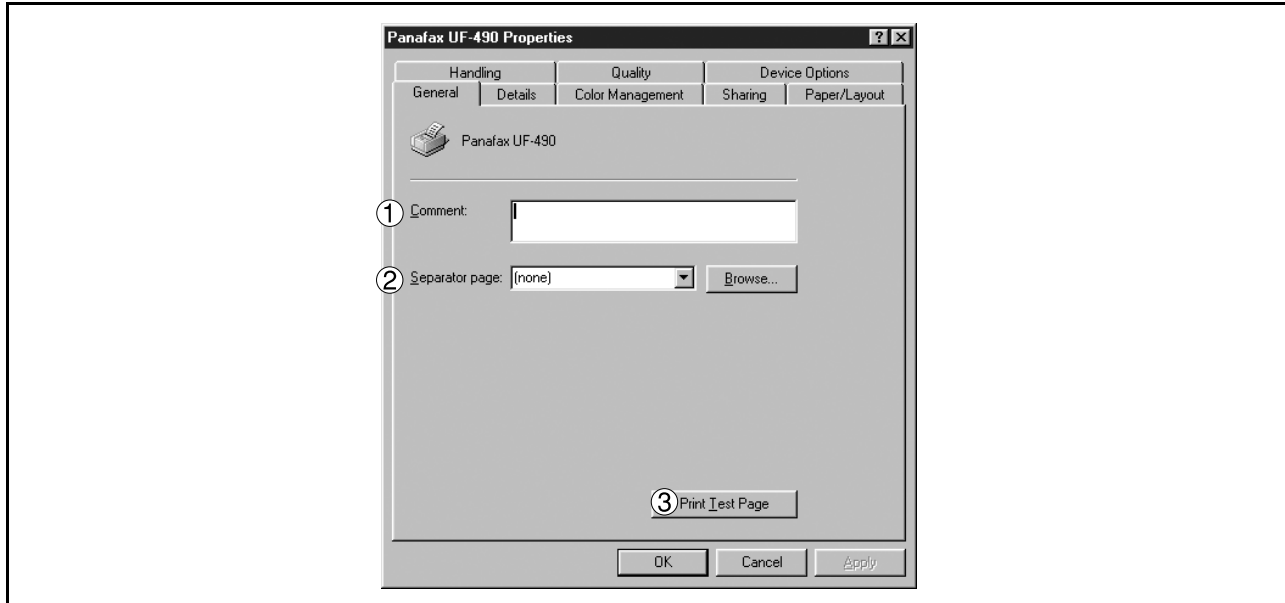 Panafax UF-490 Properties
Handling Quality Device Options
General Details Color Management Sharing Paper/Layout
Panafax UF-490
① Comment:
② Separator page: (none) Browse...
③ Print Test Page
OK Cancel Apply